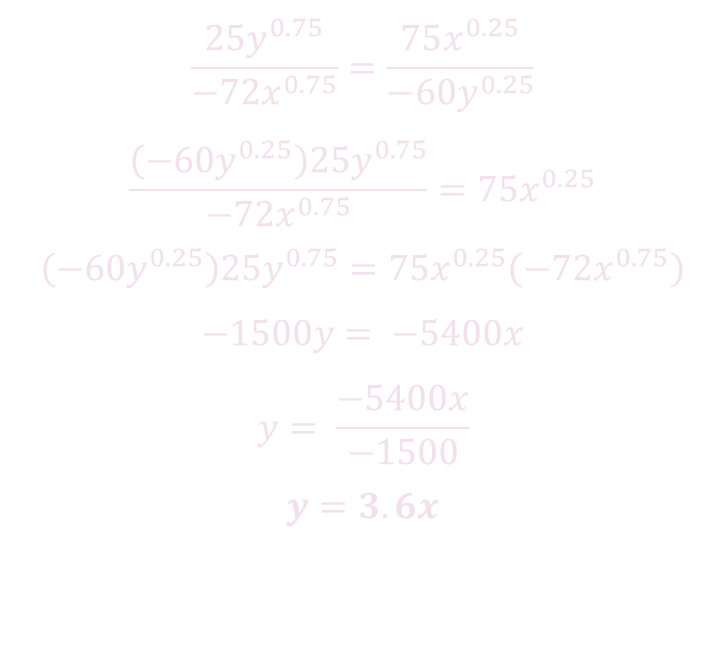 25y^0.75 / −72x^0.75 = 75x^0.25 / −60y^0.25
(−60y^0.25)25y^0.75 / −72x^0.75 = 75x^0.25
(−60y^0.25)25y^0.75 = 75x^0.25(−72x^0.75)
−1500y = −5400x
y = −5400x / −1500
y = 3.6x